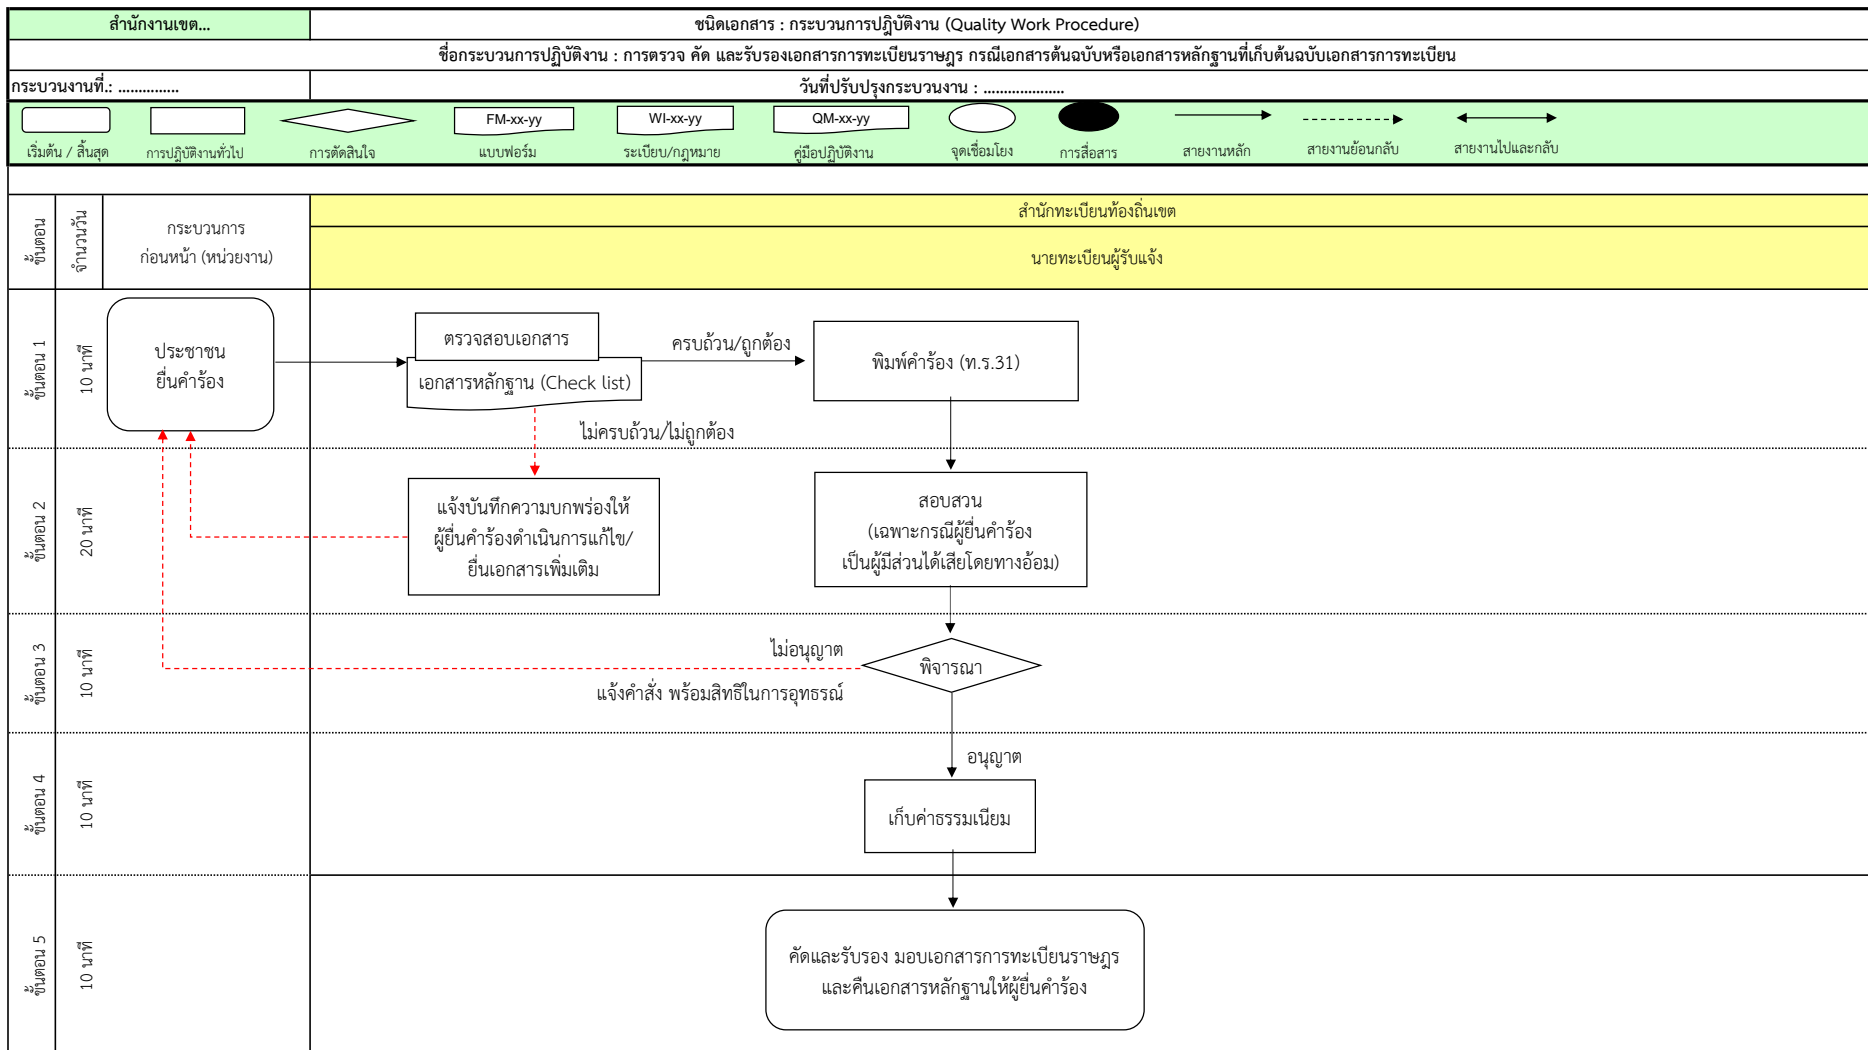 สำนักงานเขต...
ชนิดเอกสาร : กระบวนการปฏิบัติงาน (Quality Work Procedure)
ชื่อกระบวนการปฏิบัติงาน : การตรวจ คัด และรับรองเอกสารการทะเบียนราษฎร กรณีเอกสารต้นฉบับหรือเอกสารหลักฐานที่เก็บต้นฉบับเอกสารการทะเบียน
กระบวนงานที่.: ...............
วันที่ปรับปรุงกระบวนงาน : ....................
FM-xx-yy
WI-xx-yy
QM-xx-yy
เริ่มต้น / สิ้นสุด
การปฏิบัติงานทั่วไป
การตัดสินใจ
แบบฟอร์ม
ระเบียบ/กฎหมาย
คู่มือปฏิบัติงาน
จุดเชื่อมโยง
การสื่อสาร
สายงานหลัก
สายงานย้อนกลับ
สายงานไปและกลับ
ขั้นตอน
จำนวนวัน
กระบวนการ
ก่อนหน้า (หน่วยงาน)
สำนักทะเบียนท้องถิ่นเขต
นายทะเบียนผู้รับแจ้ง
ขั้นตอน 1
10 นาที
ประชาชน
ยื่นคำร้อง
ตรวจสอบเอกสาร
เอกสารหลักฐาน (Check list)
ครบถ้วน/ถูกต้อง
พิมพ์คำร้อง (ท.ร.31)
ไม่ครบถ้วน/ไม่ถูกต้อง
ขั้นตอน 2
20 นาที
แจ้งบันทึกความบกพร่องให้
ผู้ยื่นคำร้องดำเนินการแก้ไข/
ยื่นเอกสารเพิ่มเติม
สอบสวน
(เฉพาะกรณีผู้ยื่นคำร้อง
เป็นผู้มีส่วนได้เสียโดยทางอ้อม)
ขั้นตอน 3
10 นาที
ไม่อนุญาต
พิจารณา
แจ้งคำสั่ง พร้อมสิทธิในการอุทธรณ์
อนุญาต
ขั้นตอน 4
10 นาที
เก็บค่าธรรมเนียม
ขั้นตอน 5
10 นาที
คัดและรับรอง มอบเอกสารการทะเบียนราษฎร
และคืนเอกสารหลักฐานให้ผู้ยื่นคำร้อง